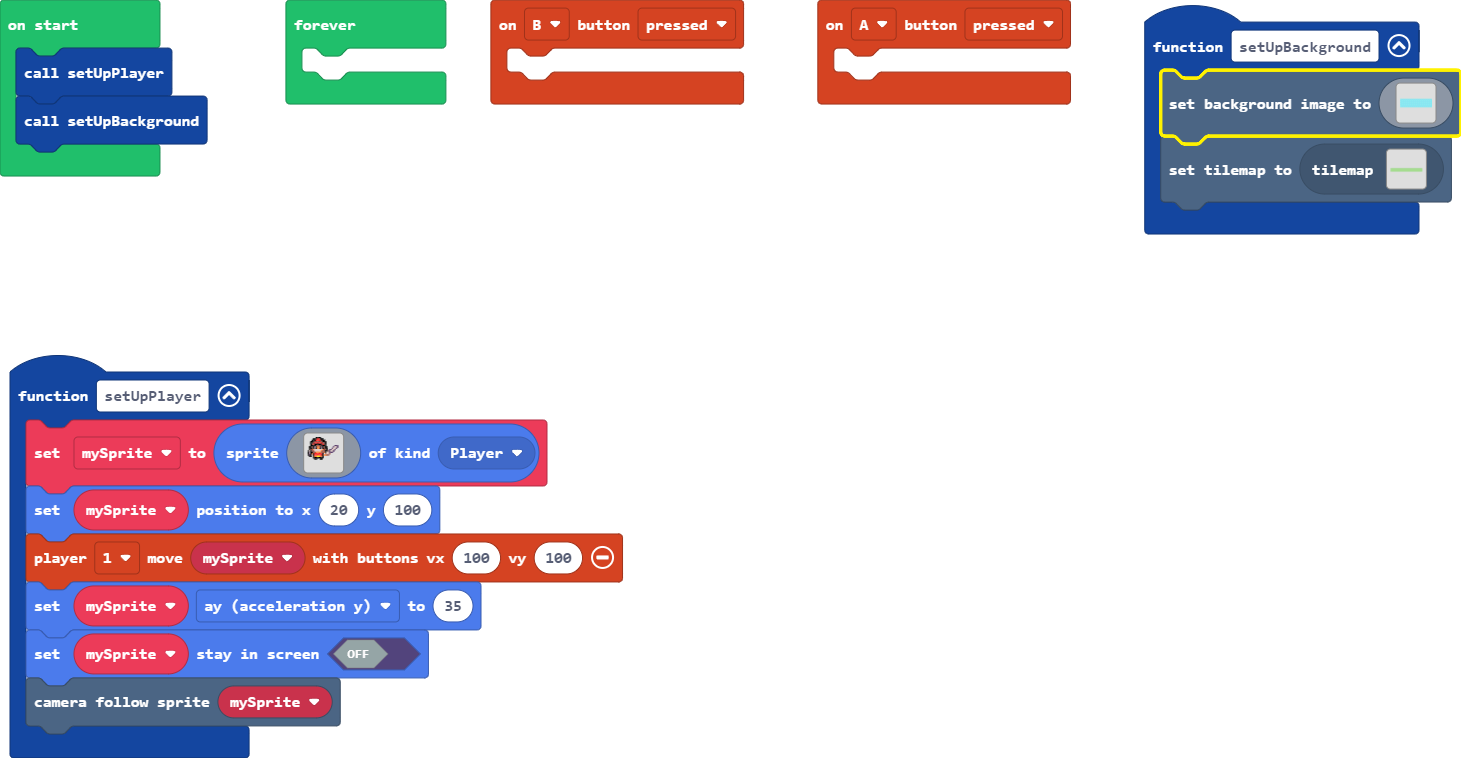 on start
call setUpPlayer
call setUpBackground
forever
on B button pressed
on A button pressed
function setUpBackground
set background image to
set tilemap to tilemap
function setUpPlayer
set mySprite to sprite of kind Player
set mySprite position to x 20 y 100
player 1 move mySprite with buttons vx 100 vy 100
set mySprite ay (acceleration y) to 35
set mySprite stay in screen OFF
camera follow sprite mySprite